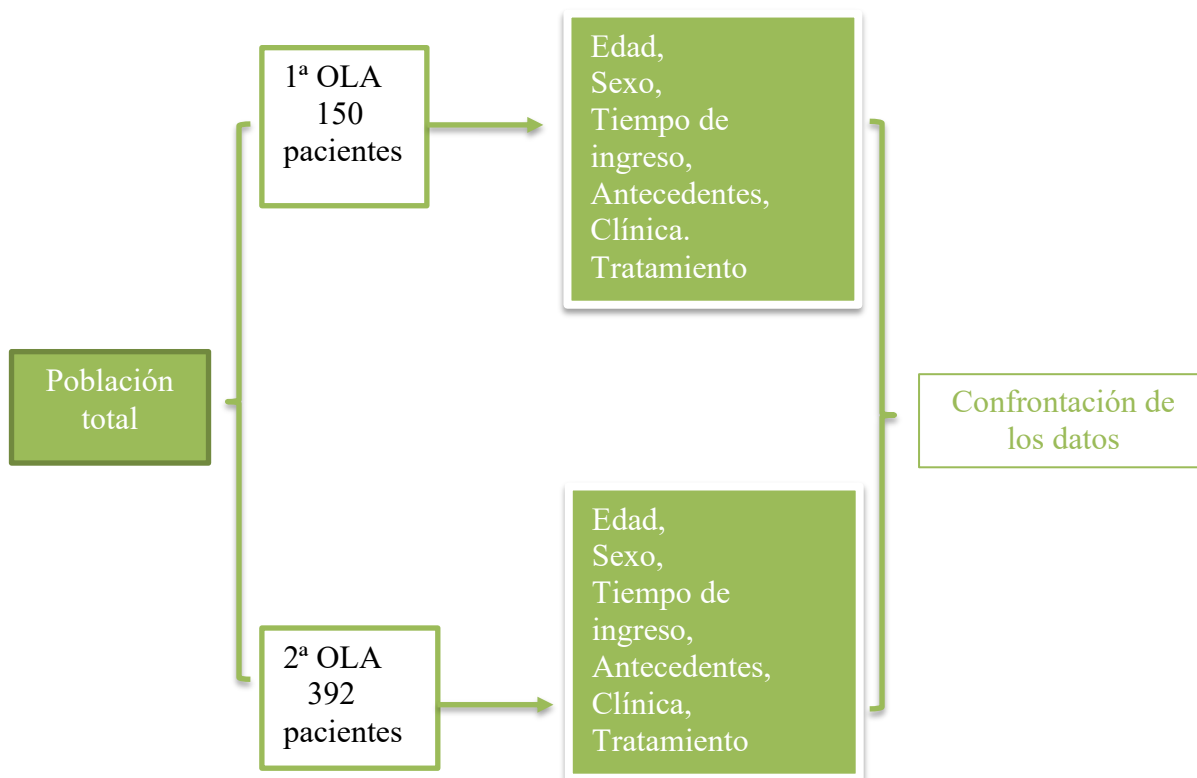 Población
total
1ª OLA
150
pacientes
Edad,
Sexo,
Tiempo de
ingreso,
Antecedentes,
Clínica.
Tratamiento
2ª OLA
392
pacientes
Edad,
Sexo,
Tiempo de
ingreso,
Antecedentes,
Clínica,
Tratamiento
Confrontación de
los datos